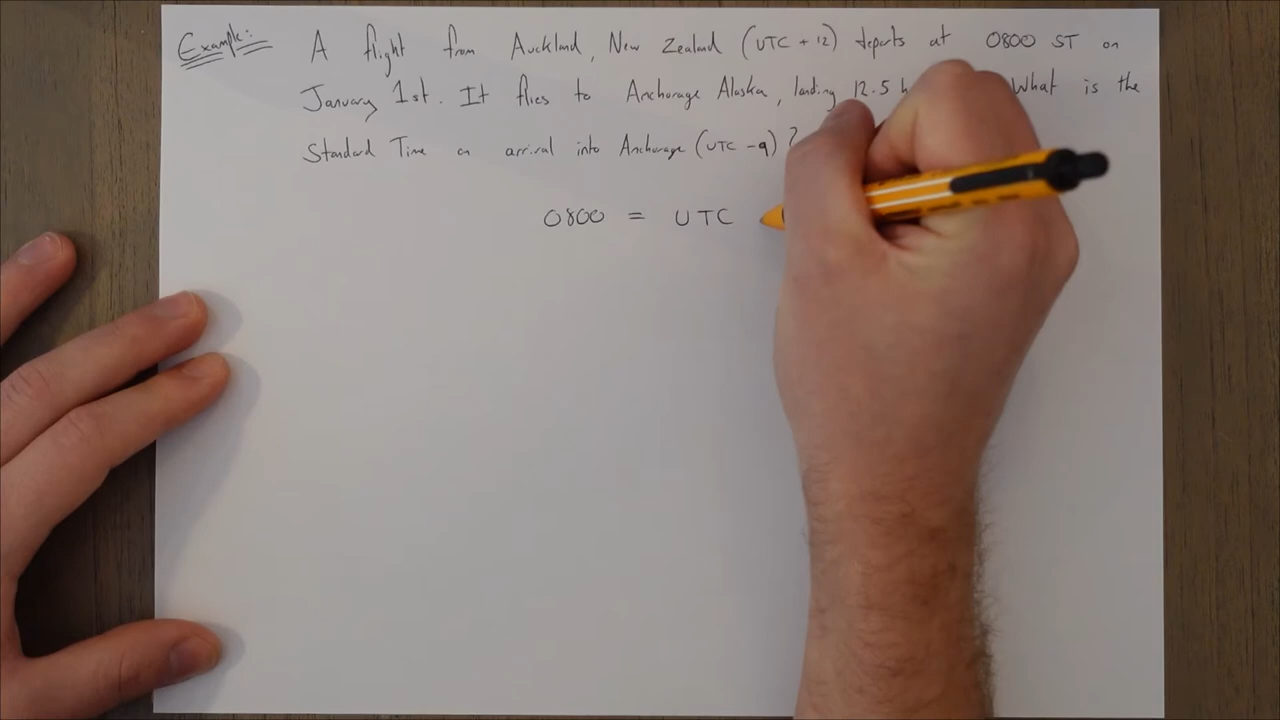 Example: A flight from Auckland, New Zealand (UTC + 12) departs at 0800 ST on
January 1st. It flies to Anchorage Alaska, landing 12.5 h What is the
Standard Time on arrival into Anchorage (UTC - 9)?
0800 = UTC